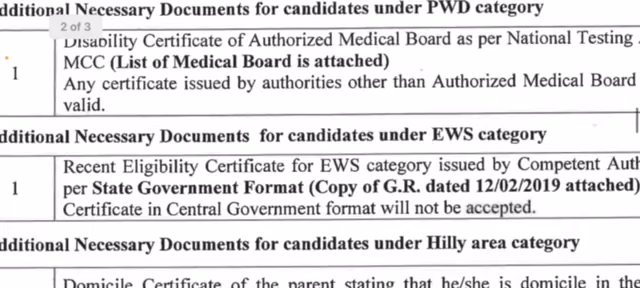 dditional Necessary Documents for candidates under PWD category
2 of 3
1
Disability Certificate of Authorized Medical Board as per National Testing
MCC (List of Medical Board is attached)
Any certificate issued by authorities other than Authorized Medical Board
valid.
dditional Necessary Documents for candidates under EWS category
1
Recent Eligibility Certificate for EWS category issued by Competent Auth
per State Government Format (Copy of G.R. dated 12/02/2019 attached)
Certificate in Central Government format will not be accepted.
dditional Necessary Documents for candidates under Hilly area category
Domicile Certificate of the parent stating that he/she is domicile in the